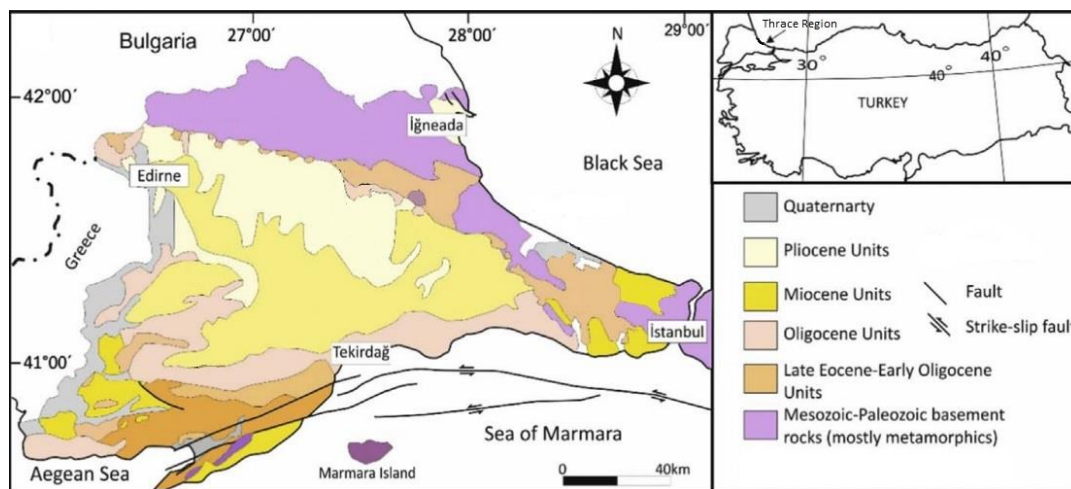 Bulgaria
27°00'
28°00'
29°00'
N
42°00'
İğneada
Edirne
Black Sea
Greece
İstanbul
Tekirdağ
41°00'
Sea of Marmara
Aegean Sea
Marmara Island
0 40km
Thrace Region
30°
40°
40°
TURKEY
Quaternarty
Pliocene Units
Miocene Units
Oligocene Units
Late Eocene-Early Oligocene
Units
Mesozoic-Paleozoic basement
rocks (mostly metamorphics)
Fault
Strike-slip fault